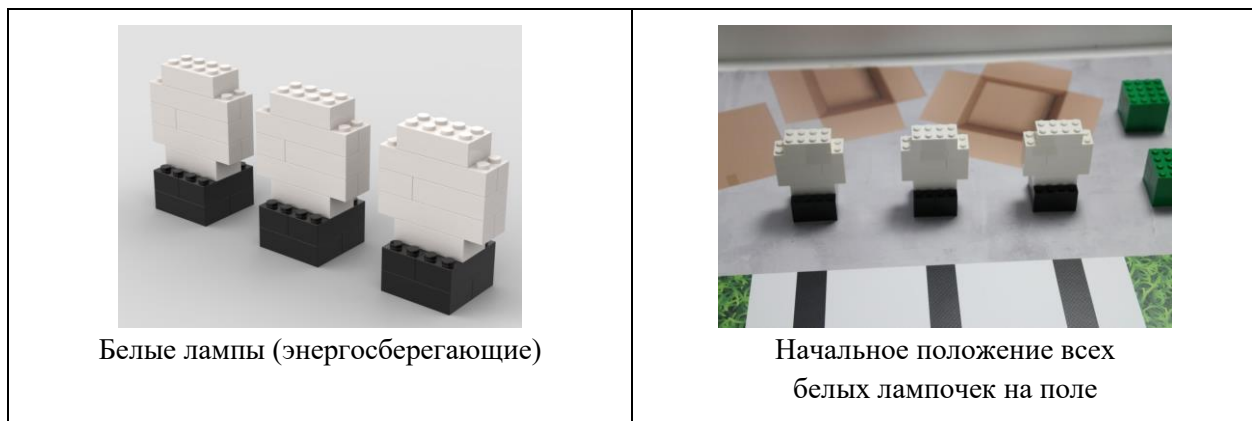 Белые лампы (энергосберегающие)
Начальное положение всех
белых лампочек на поле